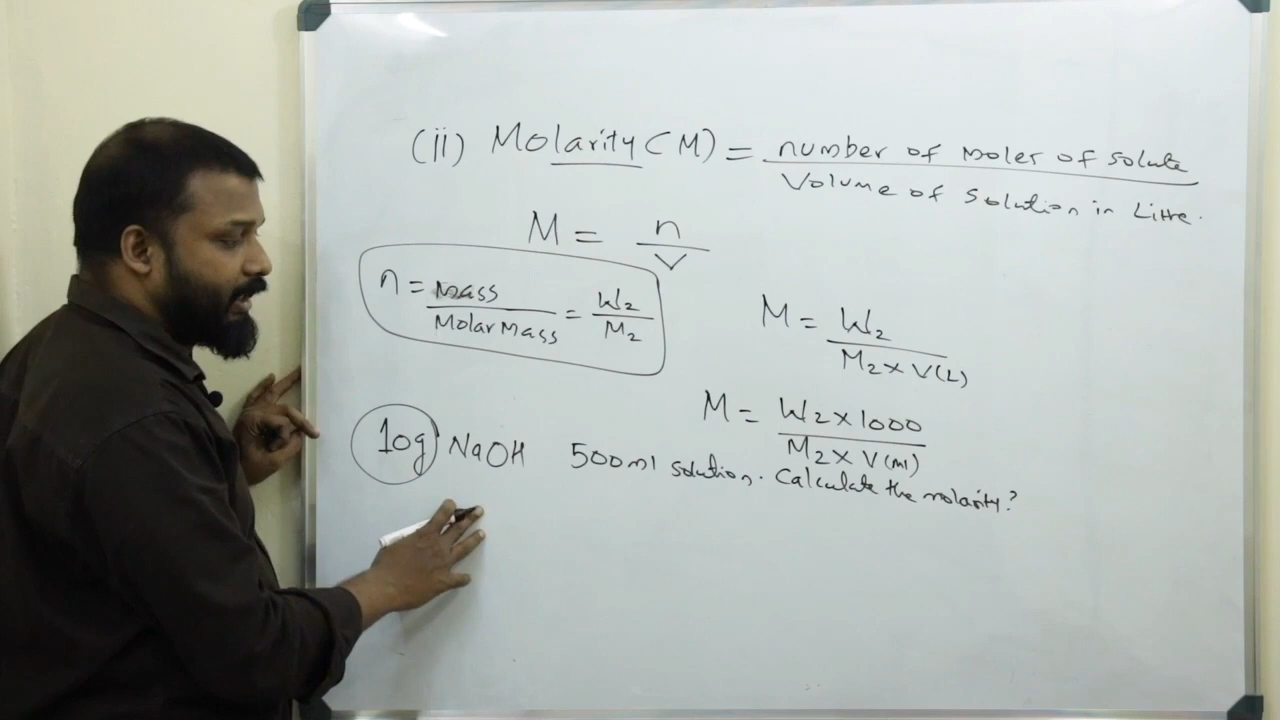 (ii) Molarity (M) = number of moles of solute / Volume of solution in Litre.
M = n / V
n = mass / Molar Mass = W₂ / M₂
M = W₂ / M₂ x V(L)
M = W₂ x 1000 / M₂ x V(ml)
10g NaOH 500ml solution. Calculate the molarity?